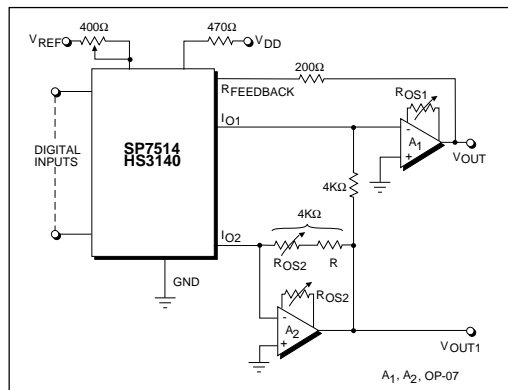 400Ω
470Ω
VREF
VDD
200Ω
RFEEDBACK
ROS1
IO1
SP7514
HS3140
DIGITAL
INPUTS
-
A1
+
VOUT
4KΩ
4KΩ
IO2
ROS2
R
GND
ROS2
-
A2
+
VOUT1
A1, A2, OP-07